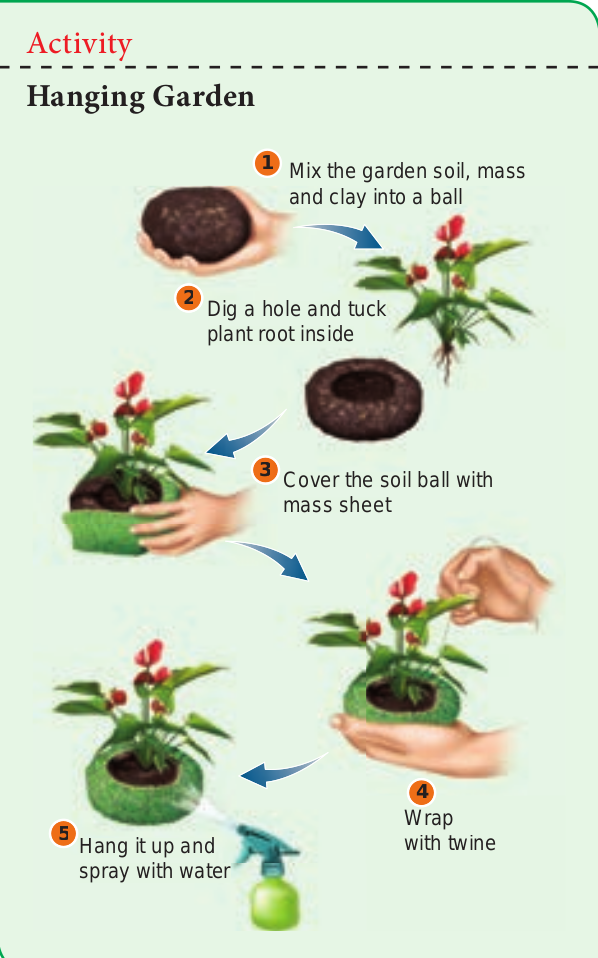 Activity
Hanging Garden
1
Mix the garden soil, mass
and clay into a ball
2
Dig a hole and tuck
plant root inside
3
Cover the soil ball with
mass sheet
4
Wrap
with twine
5
Hang it up and
spray with water